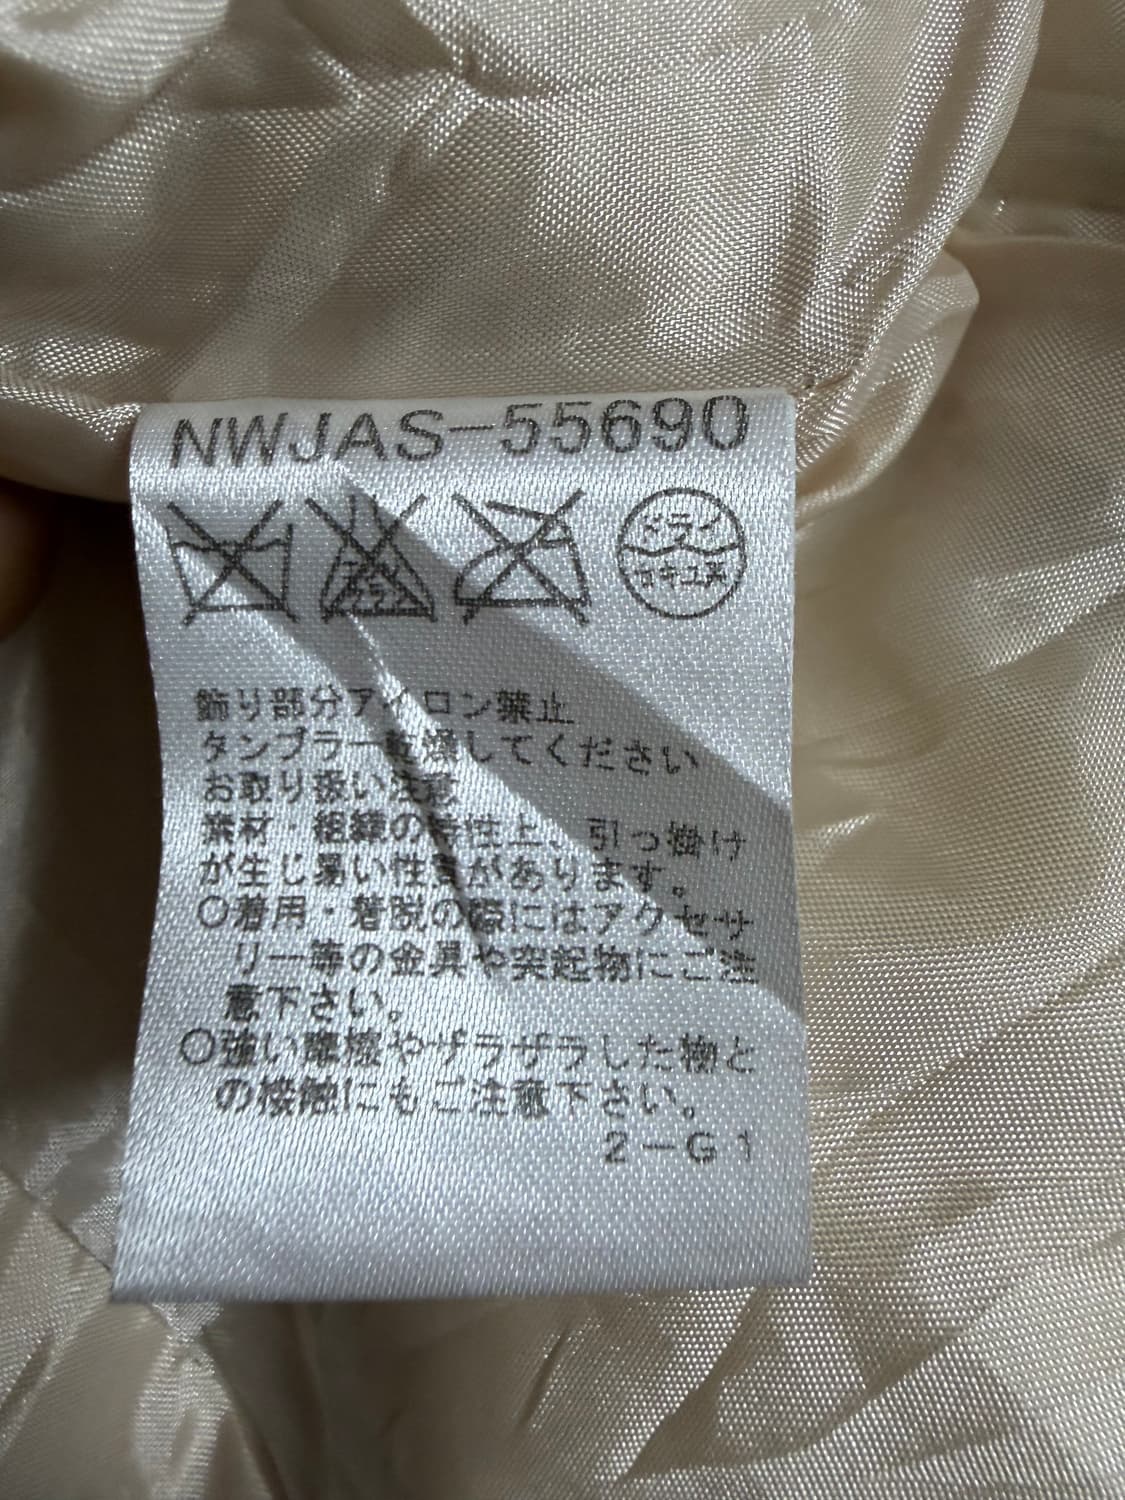 NWJAS-55690
ドライ
セキユ系
エンソ
サラシ
飾り部分アイロン禁止
タンブラー乾燥してください
お取り扱い注意
素材・組織の特性上、引っ掛け
が生じ易い性質があります。
○着用・着脱の際にはアクセサ
リー等の金具や突起物にご注
意下さい。
○強い摩擦やザラザラした物と
の接触にもご注意下さい。
2-G1